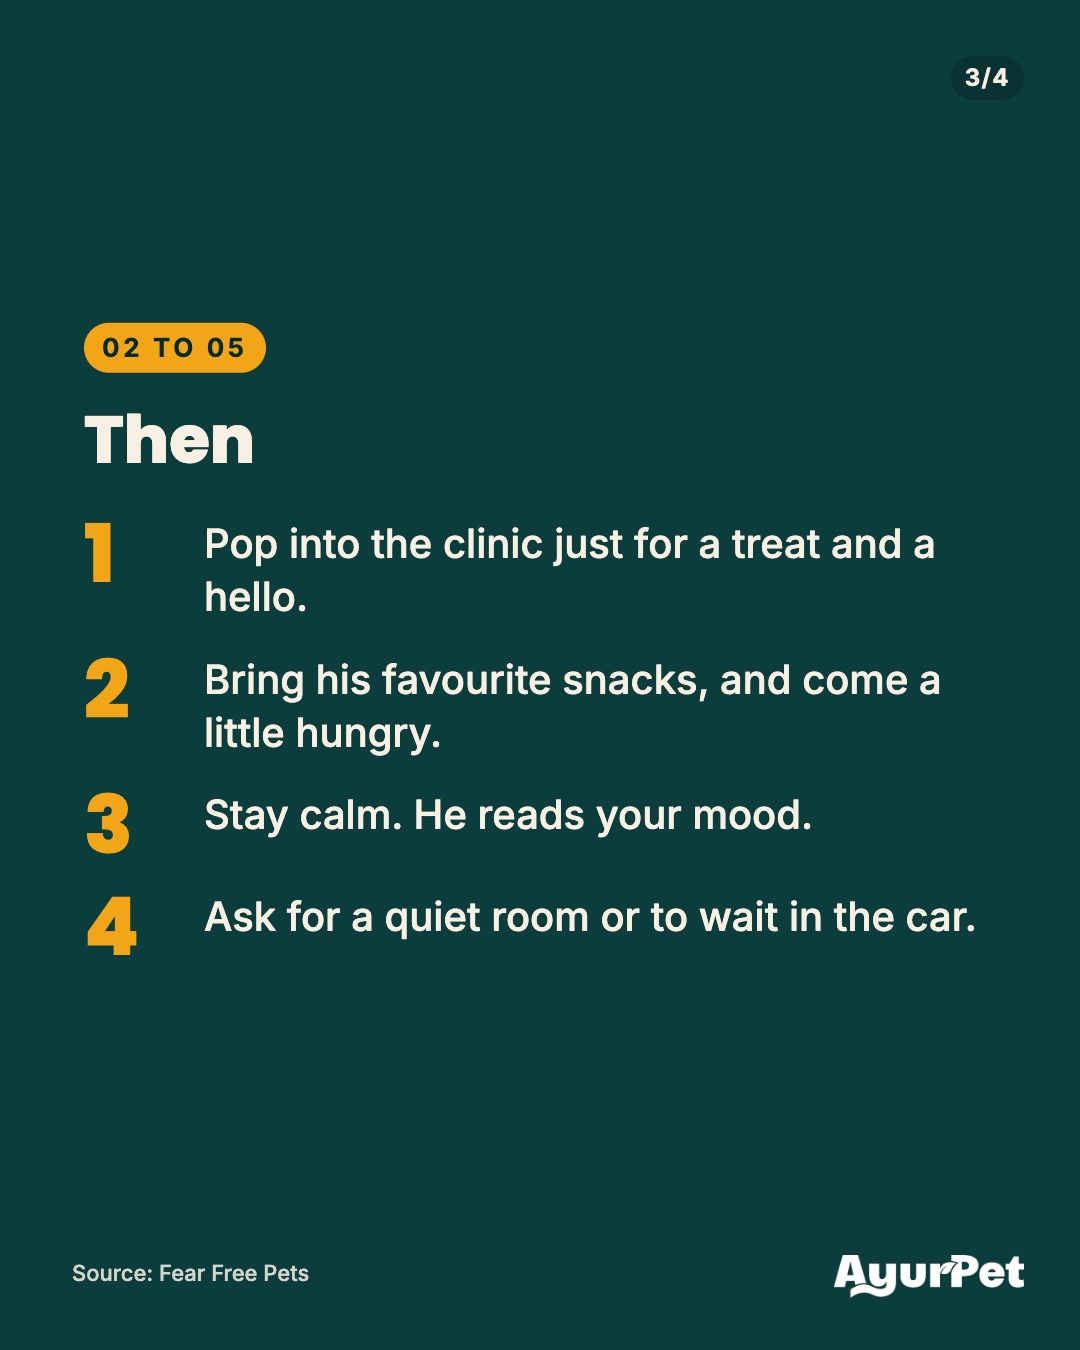 3/4
02 TO 05
Then
1 Pop into the clinic just for a treat and a
hello.
2 Bring his favourite snacks, and come a
little hungry.
3 Stay calm. He reads your mood.
4 Ask for a quiet room or to wait in the car.
Source: Fear Free Pets
AyurPet